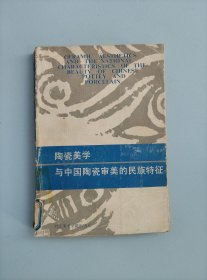 CERAMIC AESTHETICS
AND THE NATIONAL
CHARACTERISTICS OF THE
BEAUTY OF CHINESE
POTTEY AND
PORCELAIN
陶瓷美学
与中国陶瓷审美的民族特征